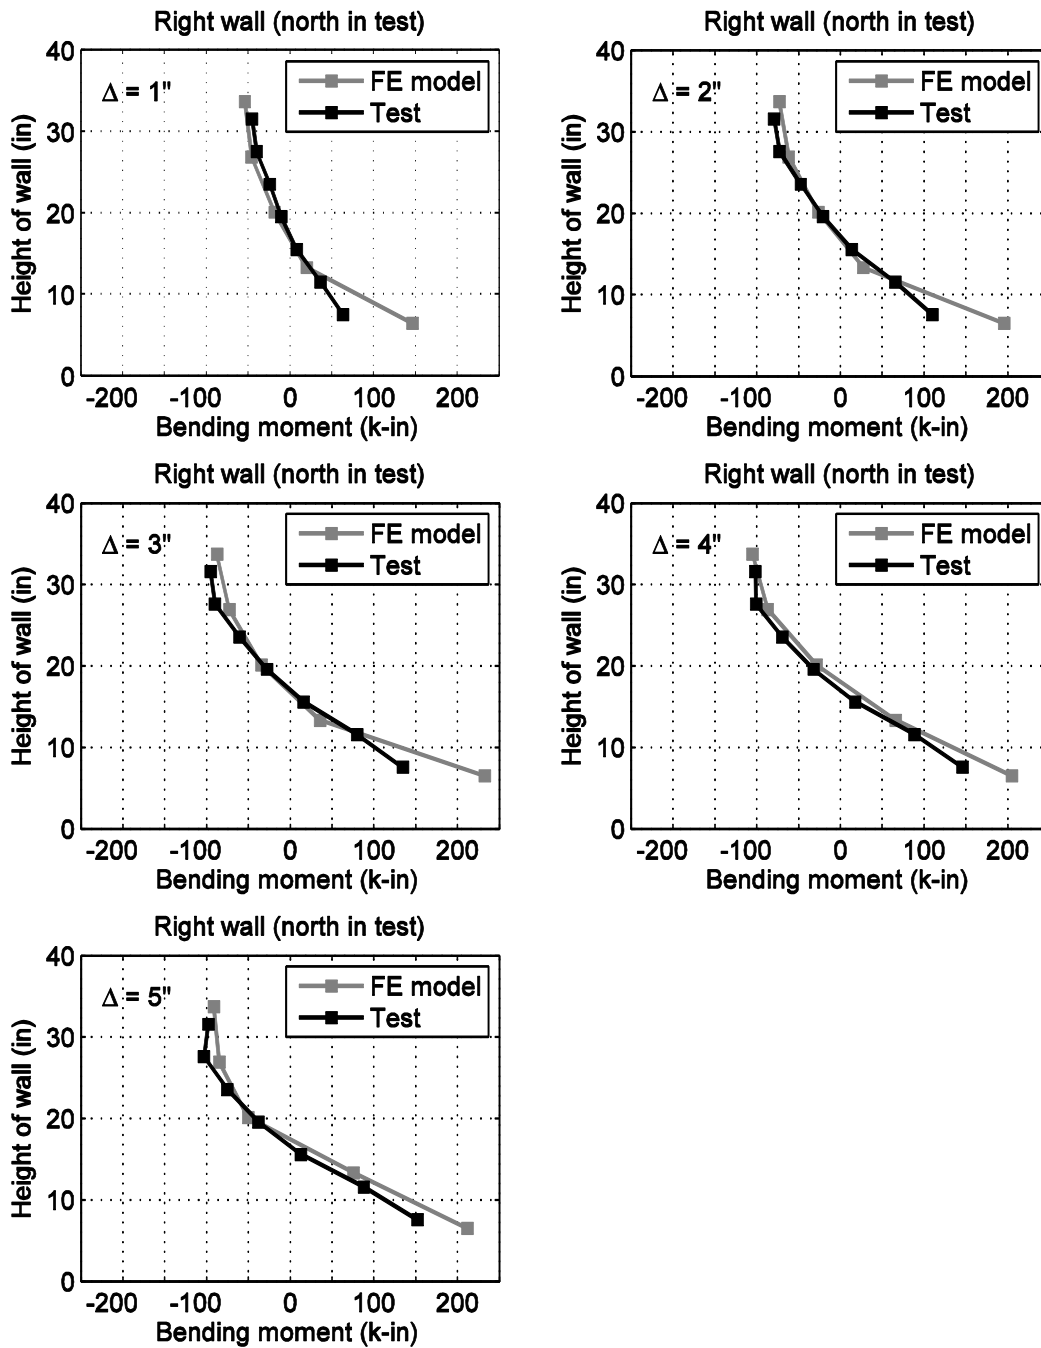 Right wall (north in test)
Δ = 1"
FE model
Test
Height of wall (in)
40
30
20
10
0
-200 -100 0 100 200
Bending moment (k-in)
Right wall (north in test)
Δ = 2"
FE model
Test
Height of wall (in)
40
30
20
10
0
-200 -100 0 100 200
Bending moment (k-in)
Right wall (north in test)
Δ = 3"
FE model
Test
Height of wall (in)
40
30
20
10
0
-200 -100 0 100 200
Bending moment (k-in)
Right wall (north in test)
Δ = 4"
FE model
Test
Height of wall (in)
40
30
20
10
0
-200 -100 0 100 200
Bending moment (k-in)
Right wall (north in test)
Δ = 5"
FE model
Test
Height of wall (in)
40
30
20
10
0
-200 -100 0 100 200
Bending moment (k-in)